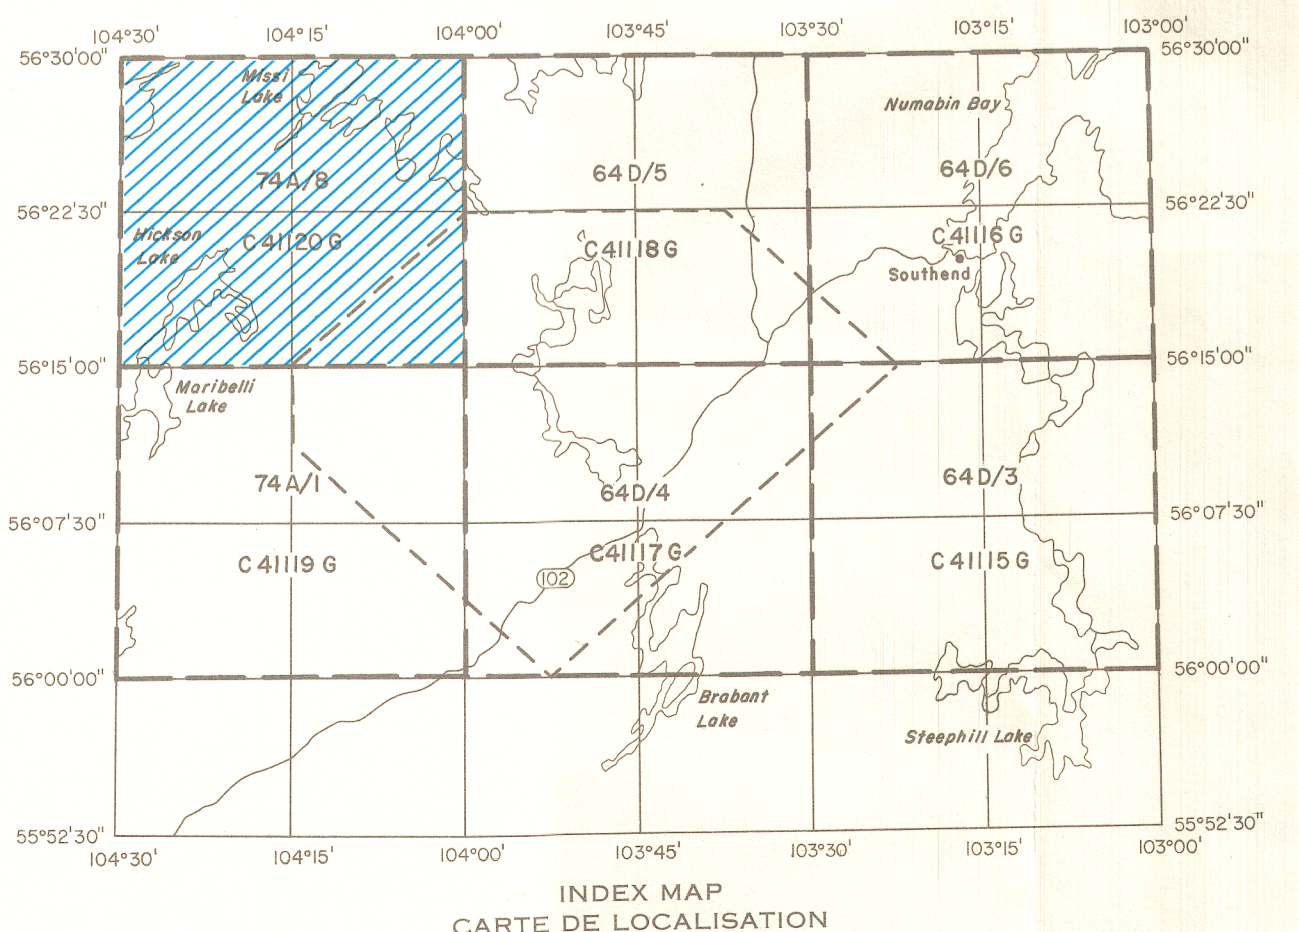 104°30' 104°15' 104°00' 103°45' 103°30' 103°15' 103°00'
56°30'00" 56°30'00"
Missi
Lake
Numabin Bay
74A/8 64D/5 64D/6
56°22'30" 56°22'30"
Hickson
Lake
C41120G C41118G C41116G
Southend
56°15'00" 56°15'00"
Maribelli
Lake
74A/1 64D/4 64D/3
56°07'30" 56°07'30"
C41119G C41117G C41115G
102
56°00'00" 56°00'00"
Brabant
Lake
Steephill Lake
55°52'30" 55°52'30"
104°30' 104°15' 104°00' 103°45' 103°30' 103°15' 103°00'
INDEX MAP
CARTE DE LOCALISATION